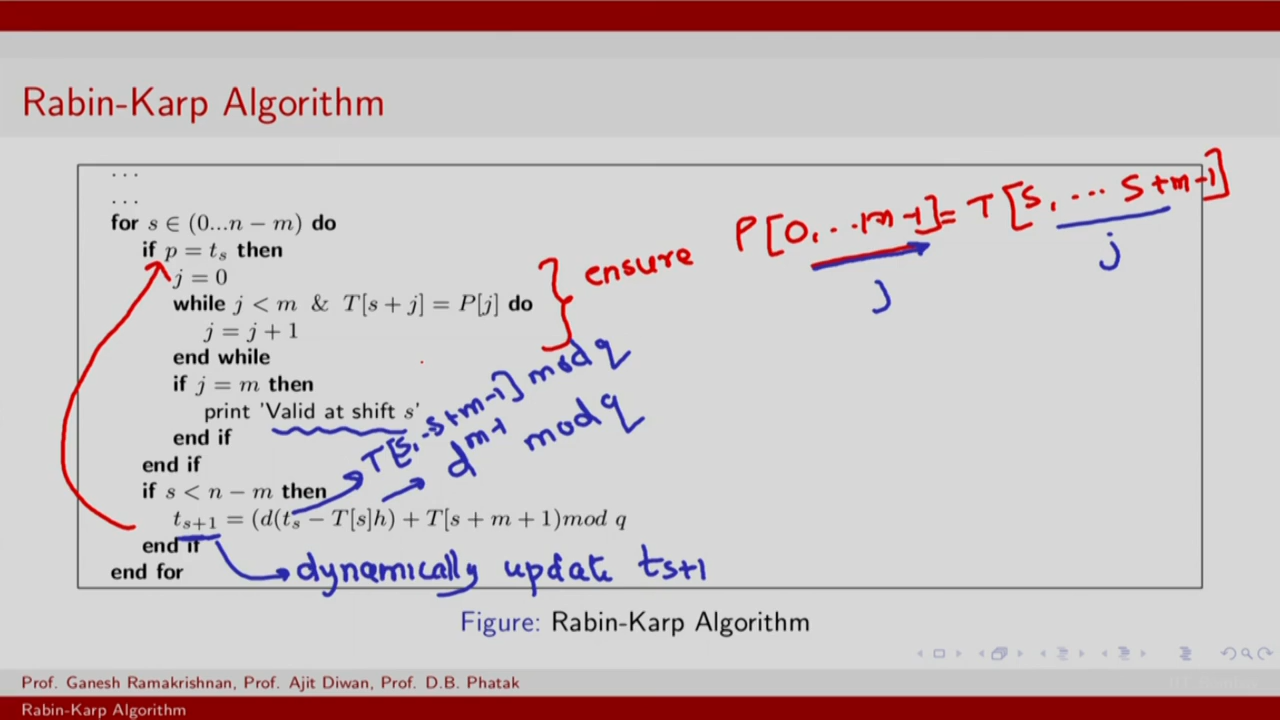 Rabin-Karp Algorithm
. . .
. . .
for s ∈ (0...n − m) do
if p = t_s then
j = 0
while j < m & T[s + j] = P[j] do
j = j + 1
end while
if j = m then
print 'Valid at shift s'
end if
end if
if s < n − m then
t_{s+1} = (d(t_s − T[s]h) + T[s + m + 1)mod q
end if
end for
ensure P[0,...m-1] = T[s,... s+m-1]
j
j
T[s,..s+m-1] mod q
d^{m-1} mod q
dynamically update t_{s+1}
Figure: Rabin-Karp Algorithm
Prof. Ganesh Ramakrishnan, Prof. Ajit Diwan, Prof. D.B. Phatak
Rabin-Karp Algorithm